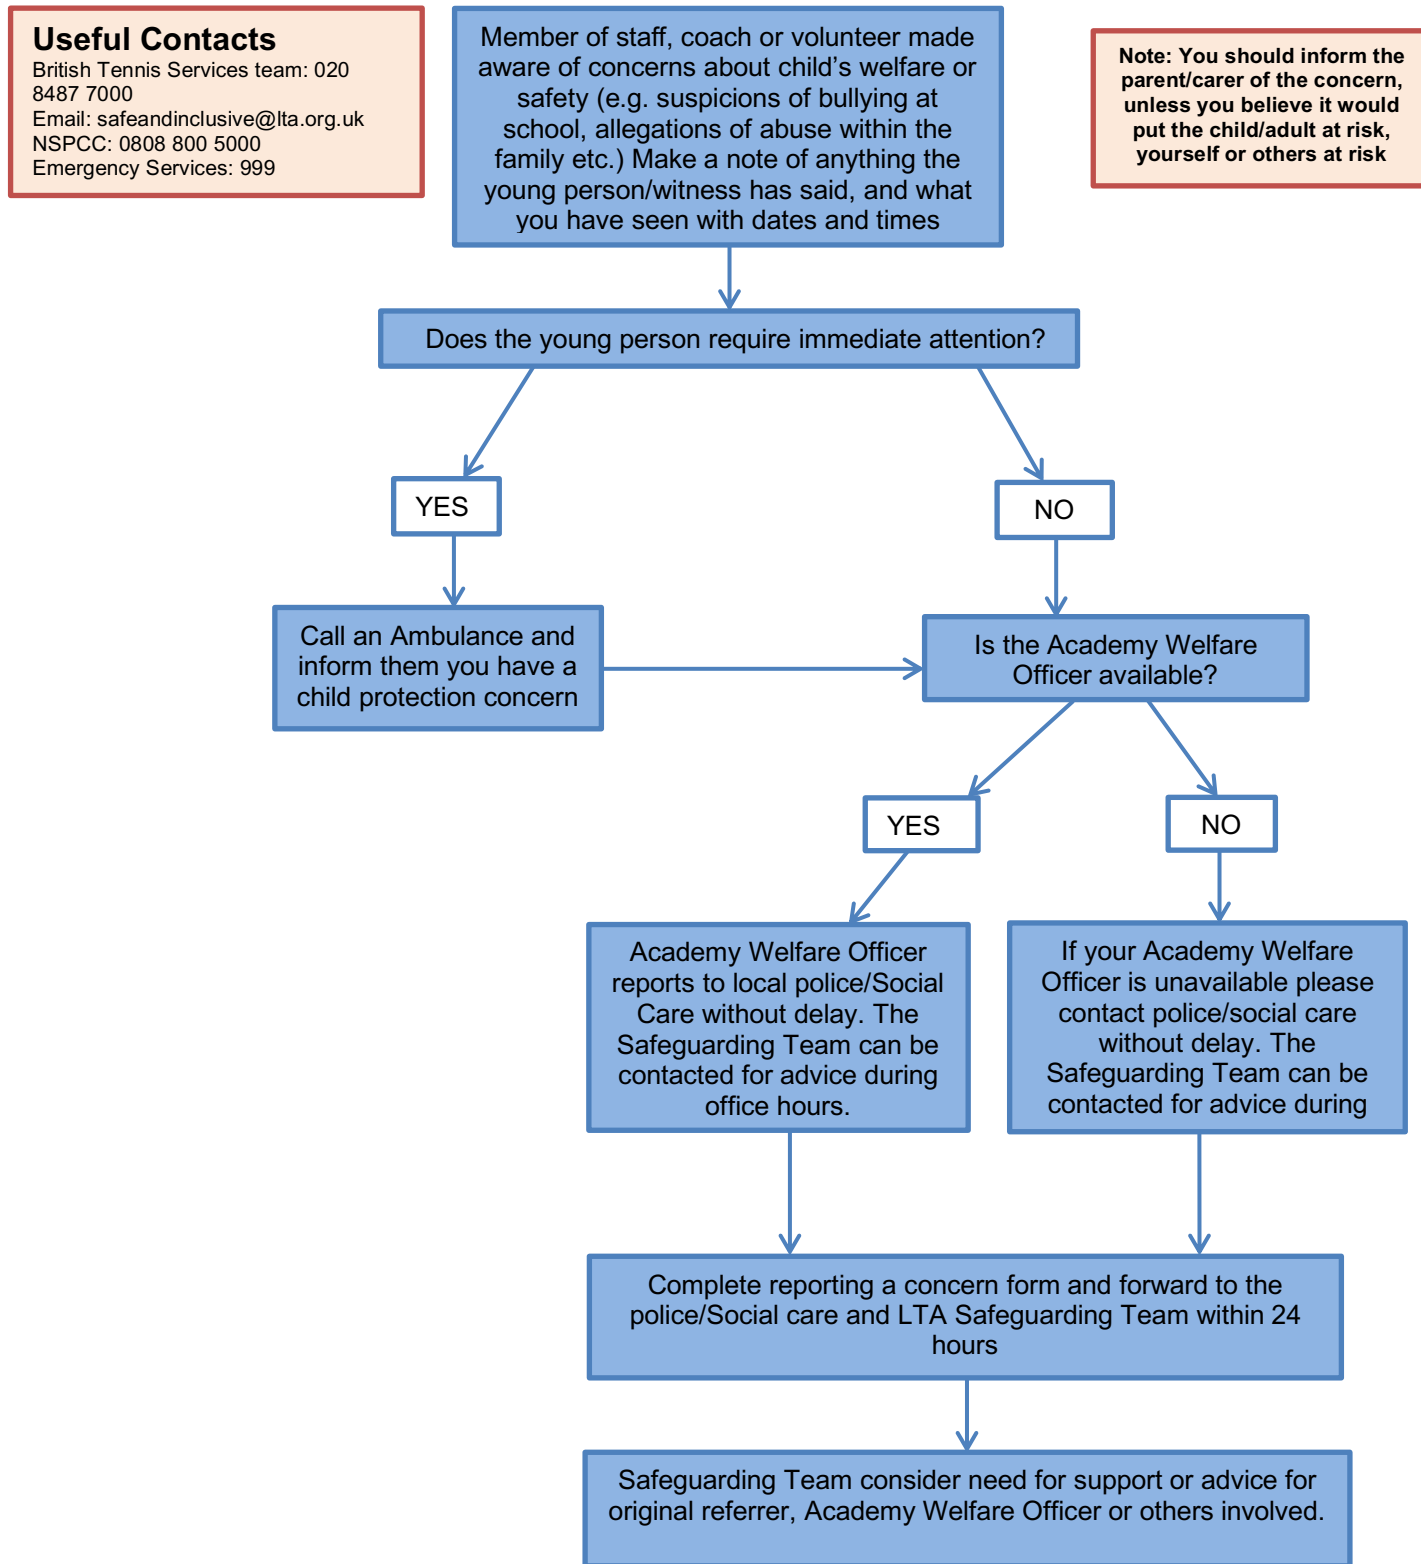 Useful Contacts
British Tennis Services team: 020
8487 7000
Email: safeandinclusive@lta.org.uk
NSPCC: 0808 800 5000
Emergency Services: 999
Member of staff, coach or volunteer made
aware of concerns about child's welfare or
safety (e.g. suspicions of bullying at
school, allegations of abuse within the
family etc.) Make a note of anything the
young person/witness has said, and what
you have seen with dates and times
Note: You should inform the
parent/carer of the concern,
unless you believe it would
put the child/adult at risk,
yourself or others at risk
Does the young person require immediate attention?
YES
NO
Call an Ambulance and
inform them you have a
child protection concern
Is the Academy Welfare
Officer available?
YES
NO
Academy Welfare Officer
reports to local police/Social
Care without delay. The
Safeguarding Team can be
contacted for advice during
office hours.
If your Academy Welfare
Officer is unavailable please
contact police/social care
without delay. The
Safeguarding Team can be
contacted for advice during
Complete reporting a concern form and forward to the
police/Social care and LTA Safeguarding Team within 24
hours
Safeguarding Team consider need for support or advice for
original referrer, Academy Welfare Officer or others involved.